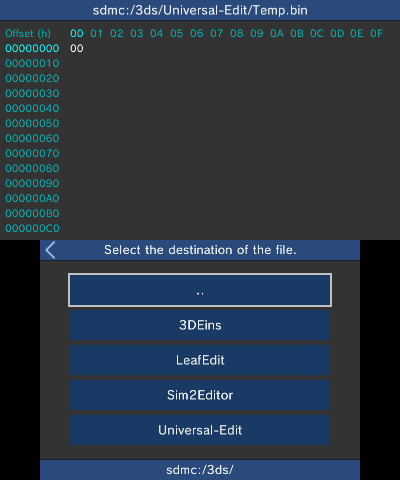 sdmc:/3ds/Universal-Edit/Temp.bin
Offset (h) 00 01 02 03 04 05 06 07 08 09 0A 0B 0C 0D 0E 0F
00000000 00
00000010
00000020
00000030
00000040
00000050
00000060
00000070
00000080
00000090
000000A0
000000B0
000000C0
Select the destination of the file.
..
3DEins
LeafEdit
Sim2Editor
Universal-Edit
sdmc:/3ds/